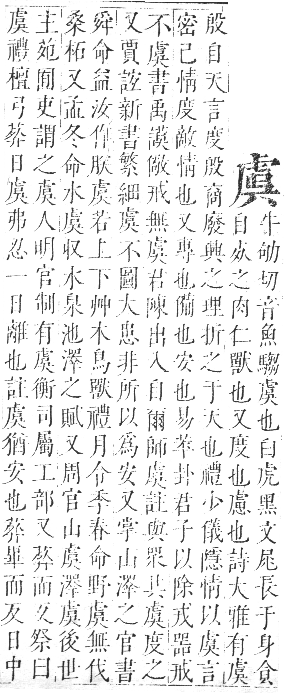 虞
牛劬切音魚騶虞也白虎黑文尾長于身食
自死之肉仁獸也又度也慮也詩大雅有虞
殷自天言度殷商廢興之理折之于天也禮少儀隱情以虞言
密己情度敵情也又專也備也安也易萃卦君子以除戎器戒
不虞書禹謨儆戒無虞君陳出入自爾師虞註與眾共虞度之
又賈誼新書繁細虞不圖大患非所以爲安又掌山澤之官書
舜命益汝作朕虞若上下艸木鳥獸禮月令季春命野虞無伐
桑柘又孟冬命水虞収水泉池澤之賦又周官山虞澤虞後世
主苑囿吏謂之虞人明官制有虞衡司屬工部又葬而又祭曰
虞禮檀弓葬日虞弗忍一日離也註虞猶安也葬畢而反日中